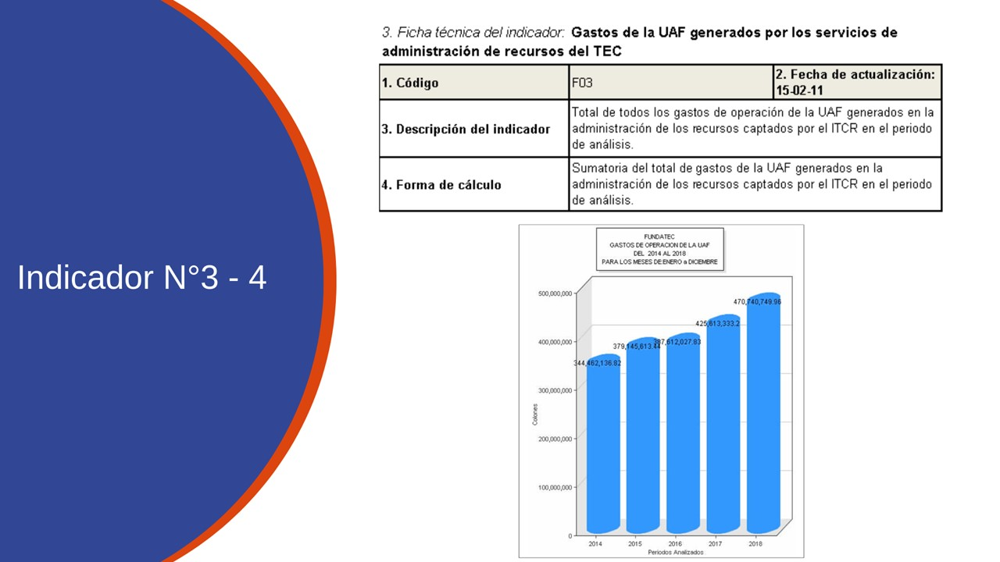 Indicador N°3 - 4
3. Ficha técnica del indicador: Gastos de la UAF generados por los servicios de
administración de recursos del TEC
1. Código
F03
2. Fecha de actualización:
15-02-11
3. Descripción del indicador
Total de todos los gastos de operación de la UAF generados en la
administración de los recursos captados por el ITCR en el periodo
de análisis.
4. Forma de cálculo
Sumatoria del total de gastos de la UAF generados en la
administración de los recursos captados por el ITCR en el periodo
de análisis.
FUNDATEC
GASTOS DE OPERACION DE LA UAF
DEL 2014 AL 2018
PARA LOS MESES DE:ENERO a DICIEMBRE
500,000,000
400,000,000
300,000,000
200,000,000
100,000,000
0
Colones
344,462,136.82
379,145,613.44
425,613,333.2
470,740,749.96
2014
2015
2016
2017
2018
Periodos Analizados